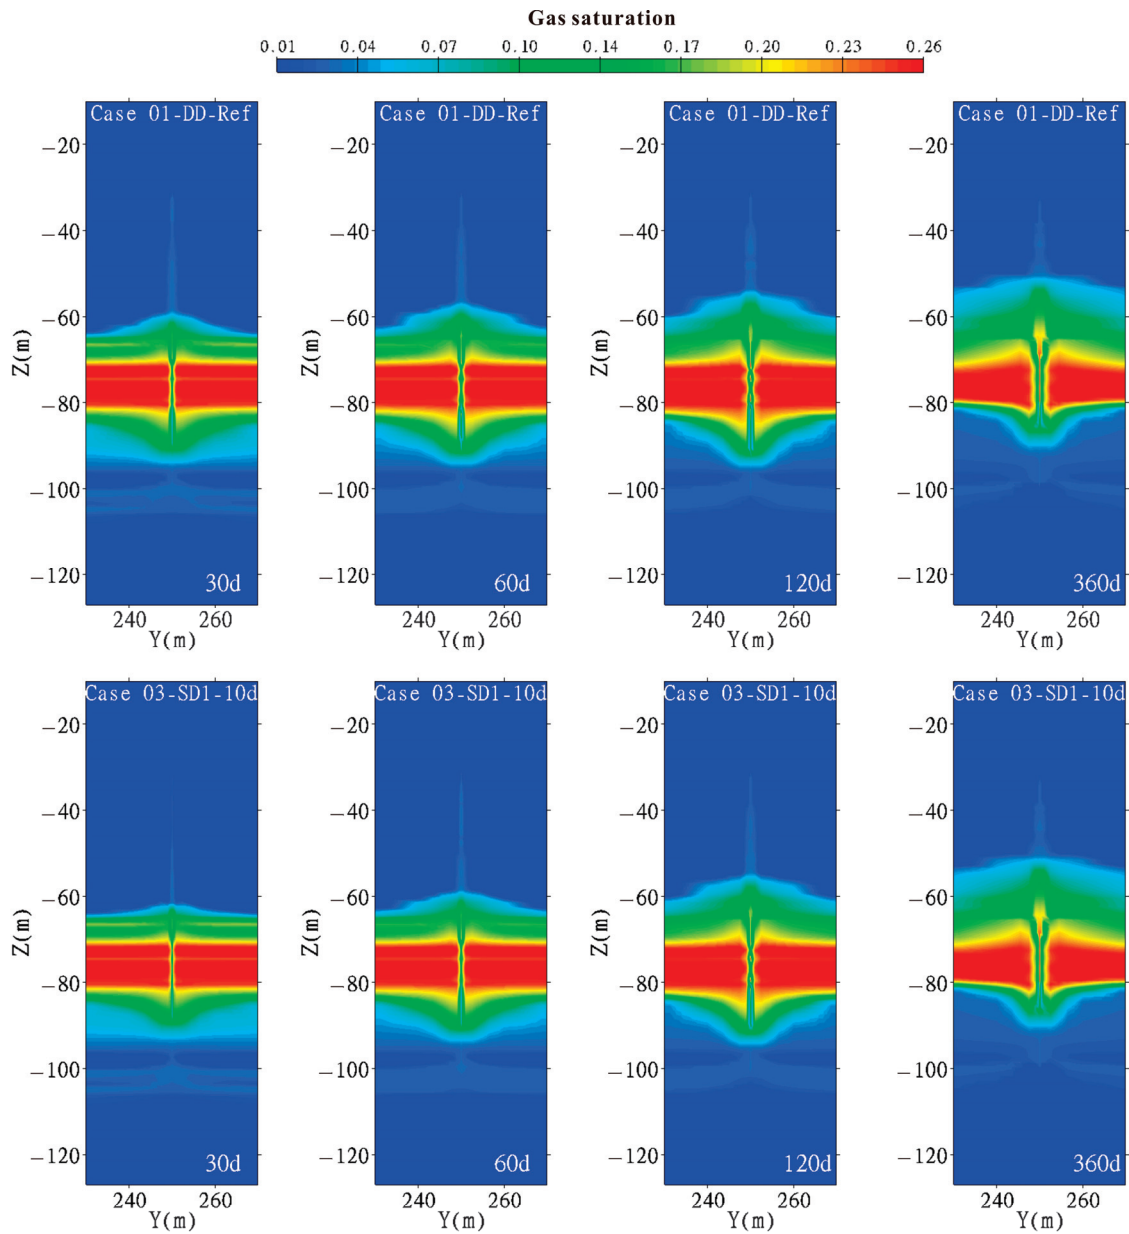 Gas saturation
0.01 0.04 0.07 0.10 0.14 0.17 0.20 0.23 0.26
Case 01-DD-Ref Case 01-DD-Ref Case 01-DD-Ref Case 01-DD-Ref
−20 −20 −20 −20
−40 −40 −40 −40
−60 −60 −60 −60
Z(m) Z(m) Z(m) Z(m)
−80 −80 −80 −80
−100 −100 −100 −100
−120 −120 −120 −120
30d 60d 120d 360d
240 260 240 260 240 260 240 260
Y(m) Y(m) Y(m) Y(m)
Case 03-SD1-10d Case 03-SD1-10d Case 03-SD1-10d Case 03-SD1-10d
−20 −20 −20 −20
−40 −40 −40 −40
−60 −60 −60 −60
Z(m) Z(m) Z(m) Z(m)
−80 −80 −80 −80
−100 −100 −100 −100
−120 −120 −120 −120
30d 60d 120d 360d
240 260 240 260 240 260 240 260
Y(m) Y(m) Y(m) Y(m)